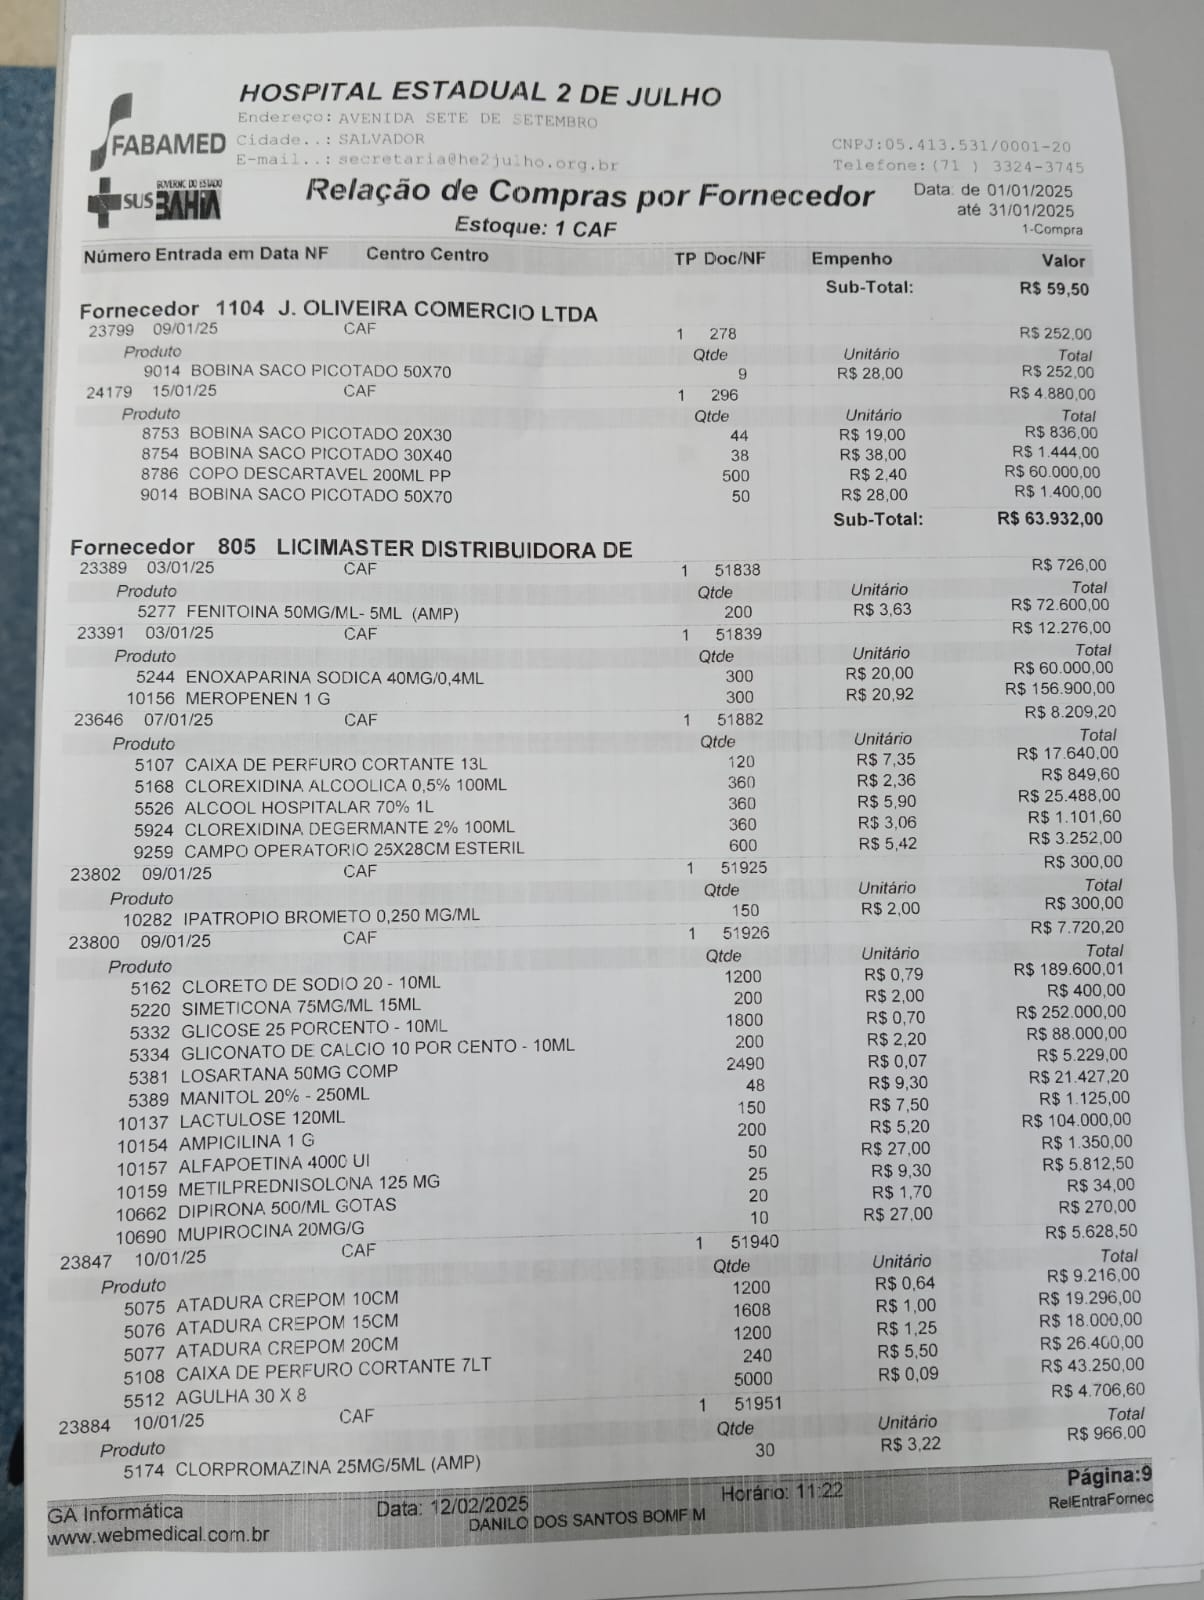 HOSPITAL ESTADUAL 2 DE JULHO
FABAMED
Endereço: AVENIDA SETE DE SETEMBRO
Cidade..: SALVADOR
CNPJ:05.413.531/0001-20
E-mail..: secretaria@he2julho.org.br
Telefone:(71 ) 3324-3745
SUS GOVERNO DO ESTADO BAHIA
Relação de Compras por Fornecedor
Data: de 01/01/2025
até 31/01/2025
Estoque: 1 CAF
1-Compra
Número Entrada em Data NF Centro Centro TP Doc/NF Empenho Valor
Sub-Total: R$ 59,50
Fornecedor 1104 J. OLIVEIRA COMERCIO LTDA
23799 09/01/25 CAF 1 278 R$ 252,00
Produto Qtde Unitário Total
9014 BOBINA SACO PICOTADO 50X70 9 R$ 28,00 R$ 252,00
24179 15/01/25 CAF 1 296 R$ 4.880,00
Produto Qtde Unitário Total
8753 BOBINA SACO PICOTADO 20X30 44 R$ 19,00 R$ 836,00
8754 BOBINA SACO PICOTADO 30X40 38 R$ 38,00 R$ 1.444,00
8786 COPO DESCARTAVEL 200ML PP 500 R$ 2,40 R$ 60.000,00
9014 BOBINA SACO PICOTADO 50X70 50 R$ 28,00 R$ 1.400,00
Sub-Total: R$ 63.932,00
Fornecedor 805 LICIMASTER DISTRIBUIDORA DE
23389 03/01/25 CAF 1 51838 R$ 726,00
Produto Qtde Unitário Total
5277 FENITOINA 50MG/ML- 5ML (AMP) 200 R$ 3,63 R$ 72.600,00
23391 03/01/25 CAF 1 51839 R$ 12.276,00
Produto Qtde Unitário Total
5244 ENOXAPARINA SODICA 40MG/0,4ML 300 R$ 20,00 R$ 60.000,00
10156 MEROPENEN 1 G 300 R$ 20,92 R$ 156.900,00
23646 07/01/25 CAF 1 51882 R$ 8.209,20
Produto Qtde Unitário Total
5107 CAIXA DE PERFURO CORTANTE 13L 120 R$ 7,35 R$ 17.640,00
5168 CLOREXIDINA ALCOOLICA 0,5% 100ML 360 R$ 2,36 R$ 849,60
5526 ALCOOL HOSPITALAR 70% 1L 360 R$ 5,90 R$ 25.488,00
5924 CLOREXIDINA DEGERMANTE 2% 100ML 360 R$ 3,06 R$ 1.101,60
9259 CAMPO OPERATORIO 25X28CM ESTERIL 600 R$ 5,42 R$ 3.252,00
23802 09/01/25 CAF 1 51925 R$ 300,00
Produto Qtde Unitário Total
10282 IPATROPIO BROMETO 0,250 MG/ML 150 R$ 2,00 R$ 300,00
23800 09/01/25 CAF 1 51926 R$ 7.720,20
Produto Qtde Unitário Total
5162 CLORETO DE SODIO 20 - 10ML 1200 R$ 0,79 R$ 189.600,01
5220 SIMETICONA 75MG/ML 15ML 200 R$ 2,00 R$ 400,00
5332 GLICOSE 25 PORCENTO - 10ML 1800 R$ 0,70 R$ 252.000,00
5334 GLICONATO DE CALCIO 10 POR CENTO - 10ML 200 R$ 2,20 R$ 88.000,00
5381 LOSARTANA 50MG COMP 2490 R$ 0,07 R$ 5.229,00
5389 MANITOL 20% - 250ML 48 R$ 9,30 R$ 21.427,20
10137 LACTULOSE 120ML 150 R$ 7,50 R$ 1.125,00
10154 AMPICILINA 1 G 200 R$ 5,20 R$ 104.000,00
10157 ALFAPOETINA 4000 UI 50 R$ 27,00 R$ 1.350,00
10159 METILPREDNISOLONA 125 MG 25 R$ 9,30 R$ 5.812,50
10662 DIPIRONA 500/ML GOTAS 20 R$ 1,70 R$ 34,00
10690 MUPIROCINA 20MG/G 10 R$ 27,00 R$ 270,00
23847 10/01/25 CAF 1 51940 R$ 5.628,50
Produto Qtde Unitário Total
5075 ATADURA CREPOM 10CM 1200 R$ 0,64 R$ 9.216,00
5076 ATADURA CREPOM 15CM 1608 R$ 1,00 R$ 19.296,00
5077 ATADURA CREPOM 20CM 1200 R$ 1,25 R$ 18.000,00
5108 CAIXA DE PERFURO CORTANTE 7LT 240 R$ 5,50 R$ 26.400,00
5512 AGULHA 30 X 8 5000 R$ 0,09 R$ 43.250,00
23884 10/01/25 CAF 1 51951 R$ 4.706,60
Produto Qtde Unitário Total
5174 CLORPROMAZINA 25MG/5ML (AMP) 30 R$ 3,22 R$ 966,00
GA Informática Data: 12/02/2025 Horário: 11:22 Página:9
www.webmedical.com.br DANILO DOS SANTOS BOMF M RelEntraFornec